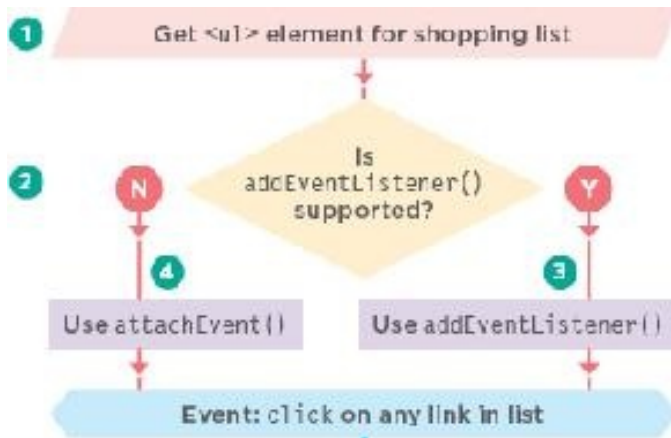 1
Get <ul> element for shopping list
Is
addEventListener()
supported?
2
N
Y
4
3
Use attachEvent()
Use addEventListener()
Event: click on any link in list